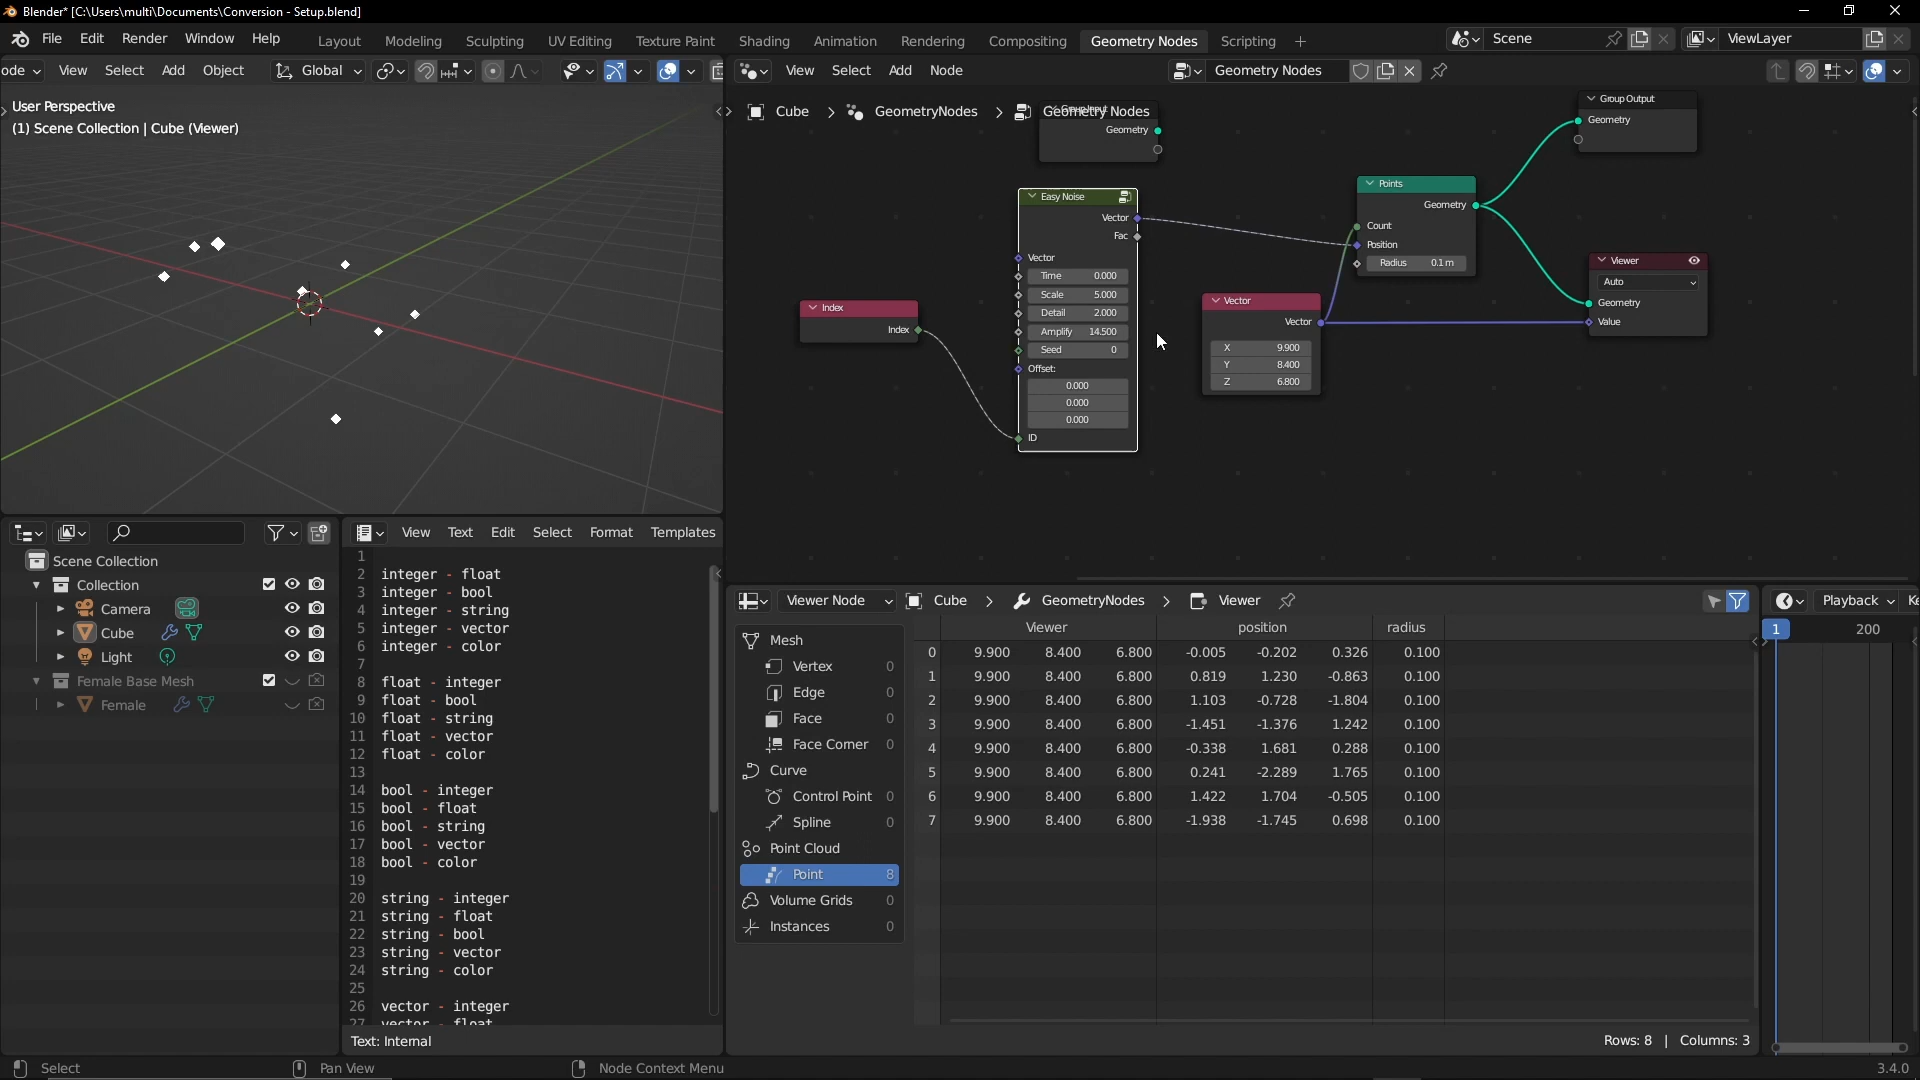 Blender* [C:\Users\multi\Documents\Conversion - Setup.blend]
File Edit Render Window Help Layout Modeling Sculpting UV Editing Texture Paint Shading Animation Rendering Compositing Geometry Nodes Scripting + Scene ViewLayer
ode View Select Add Object Global
View Select Add Node Geometry Nodes
User Perspective
(1) Scene Collection | Cube (Viewer)
Cube > GeometryNodes > Geometry Nodes
Group Input
Geometry
Group Output
Geometry
Easy Noise
Vector
Fac
Vector
Time 0.000
Scale 5.000
Detail 2.000
Amplify 14.500
Seed 0
Offset:
0.000
0.000
0.000
ID
Index
Index
Points
Geometry
Count
Position
Radius 0.1 m
Vector
Vector
X 9.900
Y 8.400
Z 6.800
Viewer
Auto
Geometry
Value
Scene Collection
Collection
Camera
Cube
Light
Female Base Mesh
Female
View Text Edit Select Format Templates
1
2 integer - float
3 integer - bool
4 integer - string
5 integer - vector
6 integer - color
7
8 float - integer
9 float - bool
10 float - string
11 float - vector
12 float - color
13
14 bool - integer
15 bool - float
16 bool - string
17 bool - vector
18 bool - color
19
20 string - integer
21 string - float
22 string - bool
23 string - vector
24 string - color
25
26 vector - integer
27 vector - float
Text: Internal
Viewer Node Cube > GeometryNodes > Viewer
Mesh
Vertex 0
Edge 0
Face 0
Face Corner 0
Curve
Control Point 0
Spline 0
Point Cloud
Point 8
Volume Grids 0
Instances 0
Viewer position radius
0 9.900 8.400 6.800 -0.005 -0.202 0.326 0.100
1 9.900 8.400 6.800 0.819 1.230 -0.863 0.100
2 9.900 8.400 6.800 1.103 -0.728 -1.804 0.100
3 9.900 8.400 6.800 -1.451 -1.376 1.242 0.100
4 9.900 8.400 6.800 -0.338 1.681 0.288 0.100
5 9.900 8.400 6.800 0.241 -2.289 1.765 0.100
6 9.900 8.400 6.800 1.422 1.704 -0.505 0.100
7 9.900 8.400 6.800 -1.938 -1.745 0.698 0.100
Rows: 8 | Columns: 3
Playback Ke
1 200
Select Pan View Node Context Menu 3.4.0